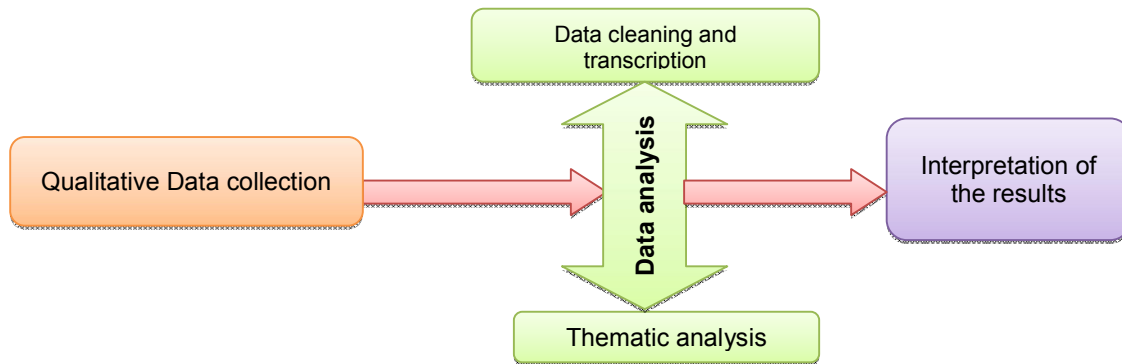 Data cleaning and
transcription
Qualitative Data collection
Data analysis
Interpretation of
the results
Thematic analysis